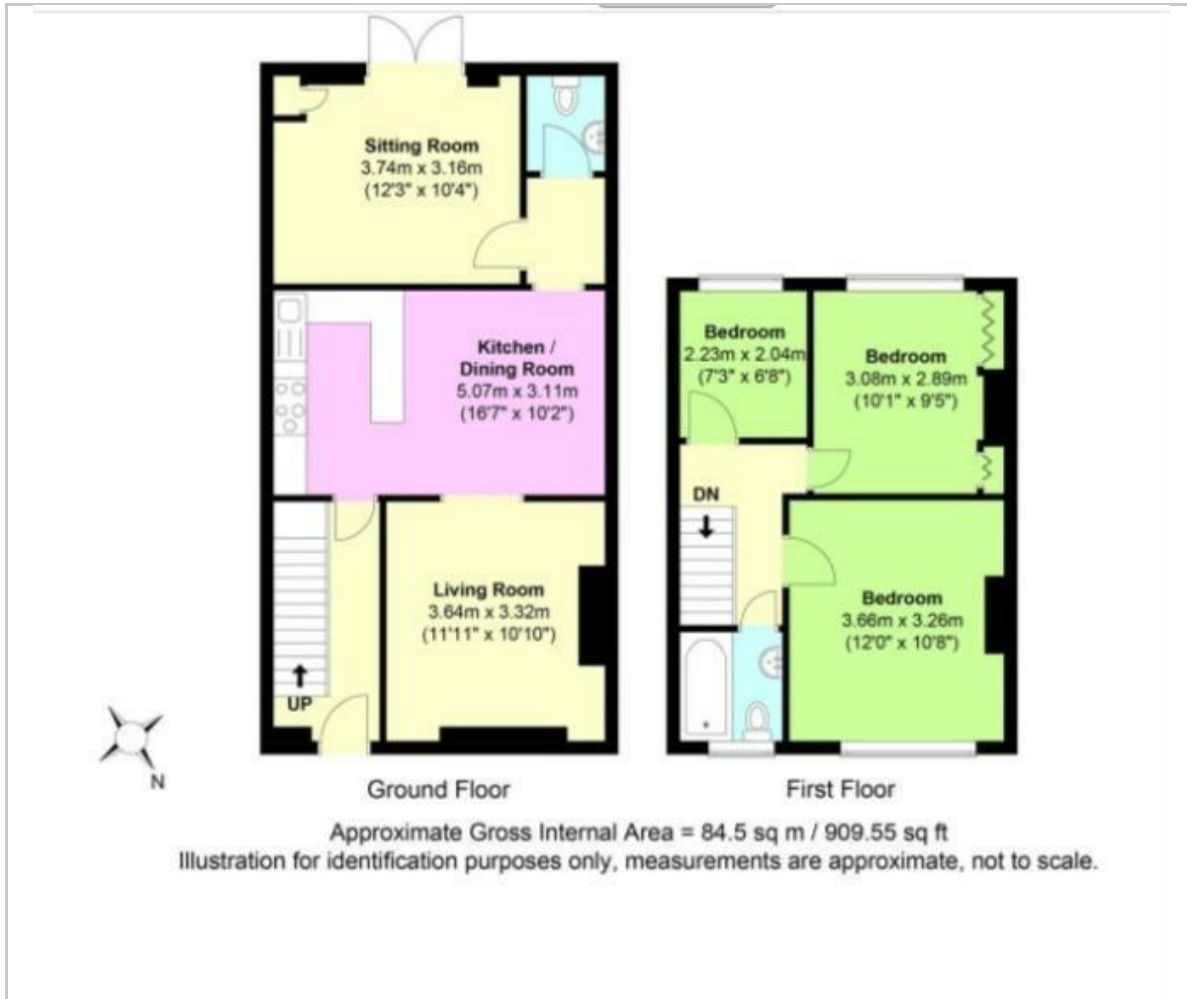 Sitting Room
3.74m x 3.16m
(12'3" x 10'4")
Kitchen /
Dining Room
5.07m x 3.11m
(16'7" x 10'2")
Living Room
3.64m x 3.32m
(11'11" x 10'10")
UP
Bedroom
2.23m x 2.04m
(7'3" x 6'8")
Bedroom
3.08m x 2.89m
(10'1" x 9'5")
DN
Bedroom
3.66m x 3.26m
(12'0" x 10'8")
N
Ground Floor
First Floor
Approximate Gross Internal Area = 84.5 sq m / 909.55 sq ft
Illustration for identification purposes only, measurements are approximate, not to scale.